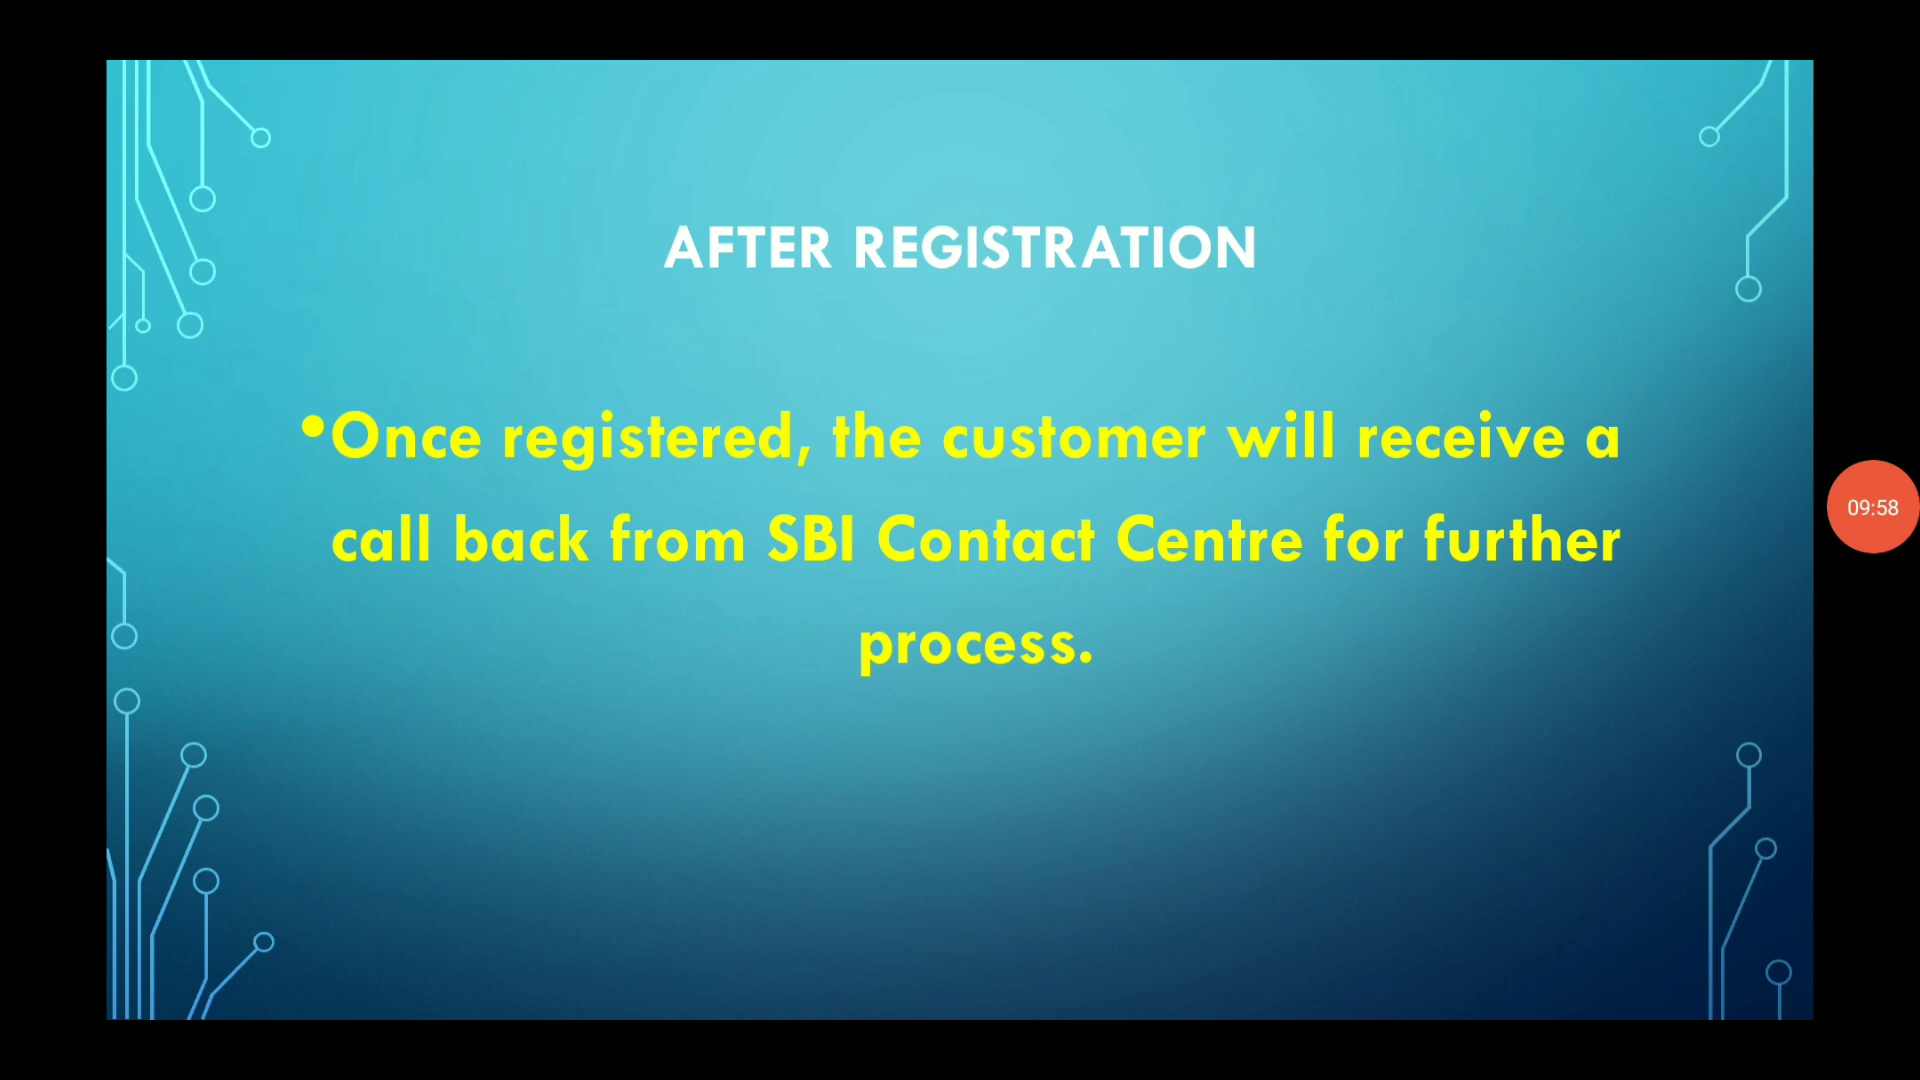 AFTER REGISTRATION
•Once registered, the customer will receive a
call back from SBI Contact Centre for further
process.
09:58